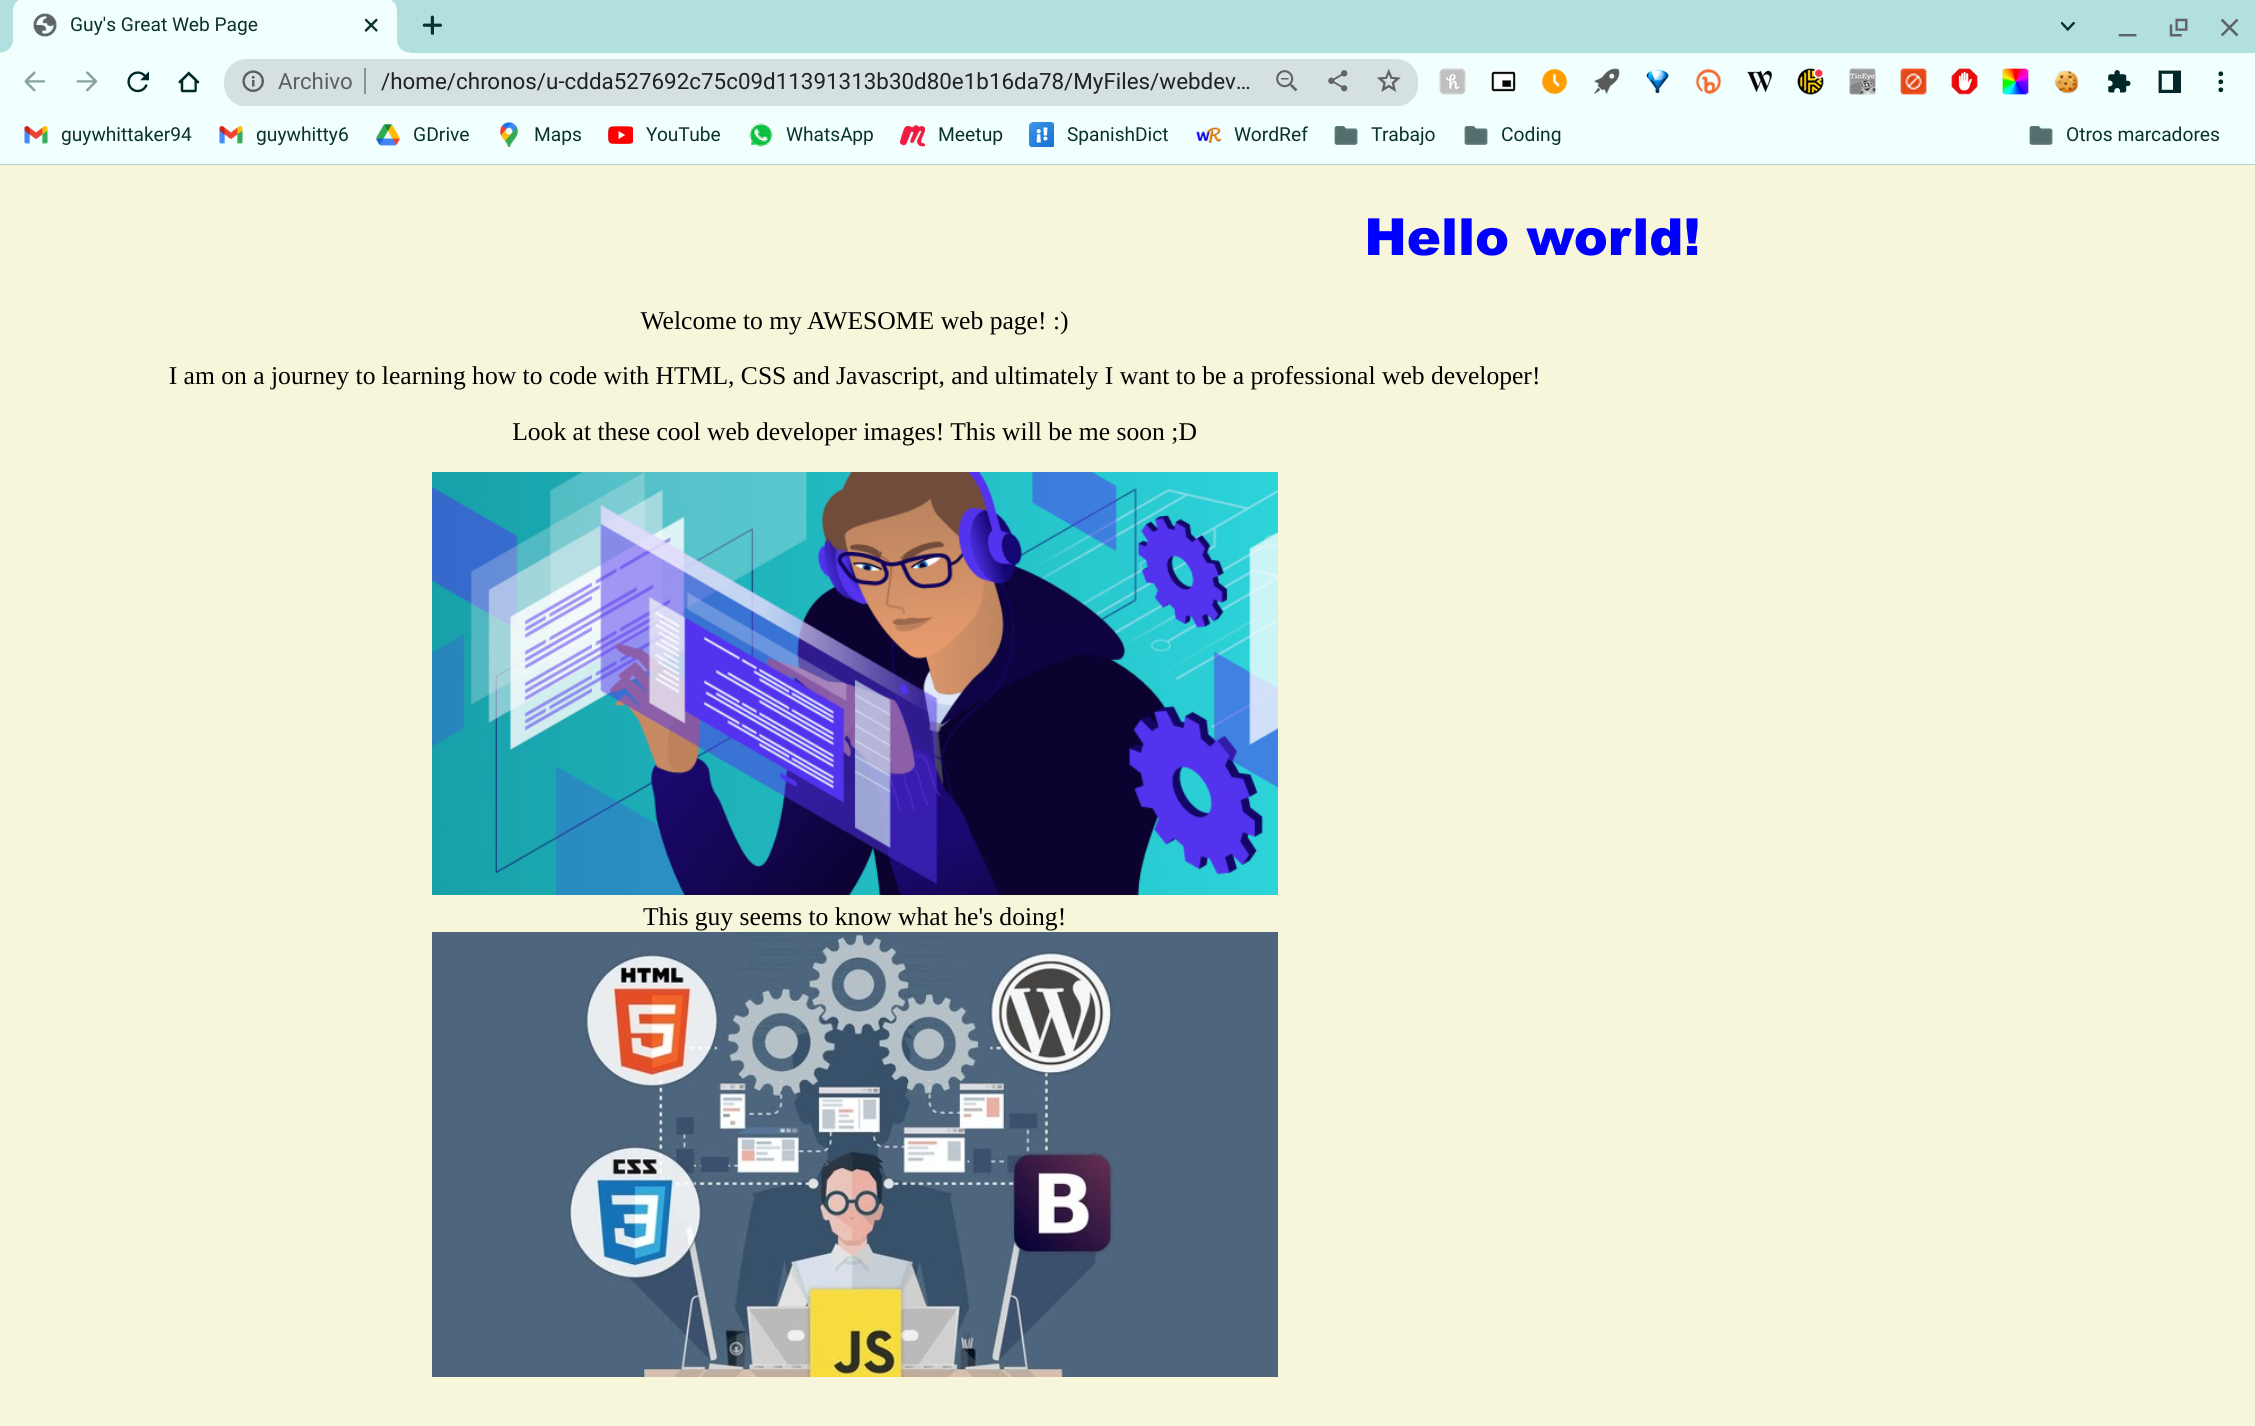 Guy's Great Web Page
Archivo /home/chronos/u-cdda527692c75c09d11391313b30d80e1b16da78/MyFiles/webdev...
guywhittaker94 guywhitty6 GDrive Maps YouTube WhatsApp Meetup SpanishDict WordRef Trabajo Coding Otros marcadores
Hello world!
Welcome to my AWESOME web page! :)
I am on a journey to learning how to code with HTML, CSS and Javascript, and ultimately I want to be a professional web developer!
Look at these cool web developer images! This will be me soon ;D
This guy seems to know what he's doing!
HTML
5
W
CSS
3
B
JS